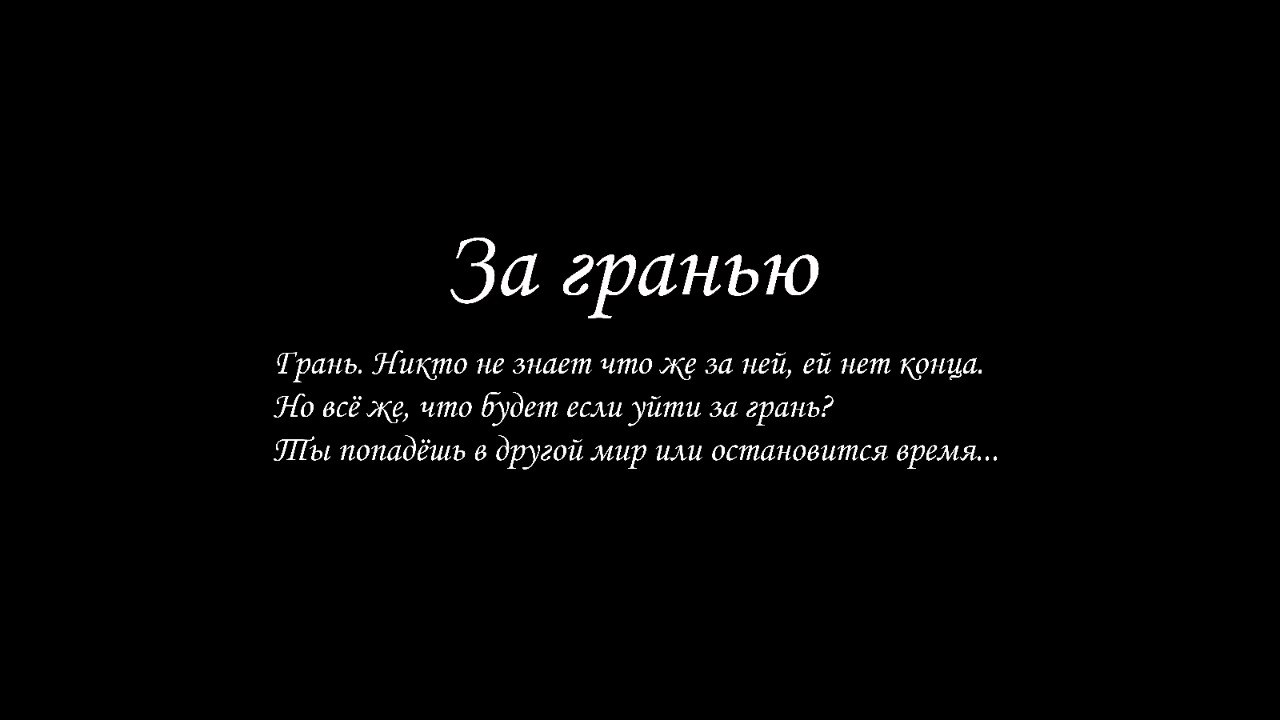 За гранью
Грань. Никто не знает что же за ней, ей нет конца.
Но всё же, что будет если уйти за грань?
Ты попадёшь в другой мир или остановится время...